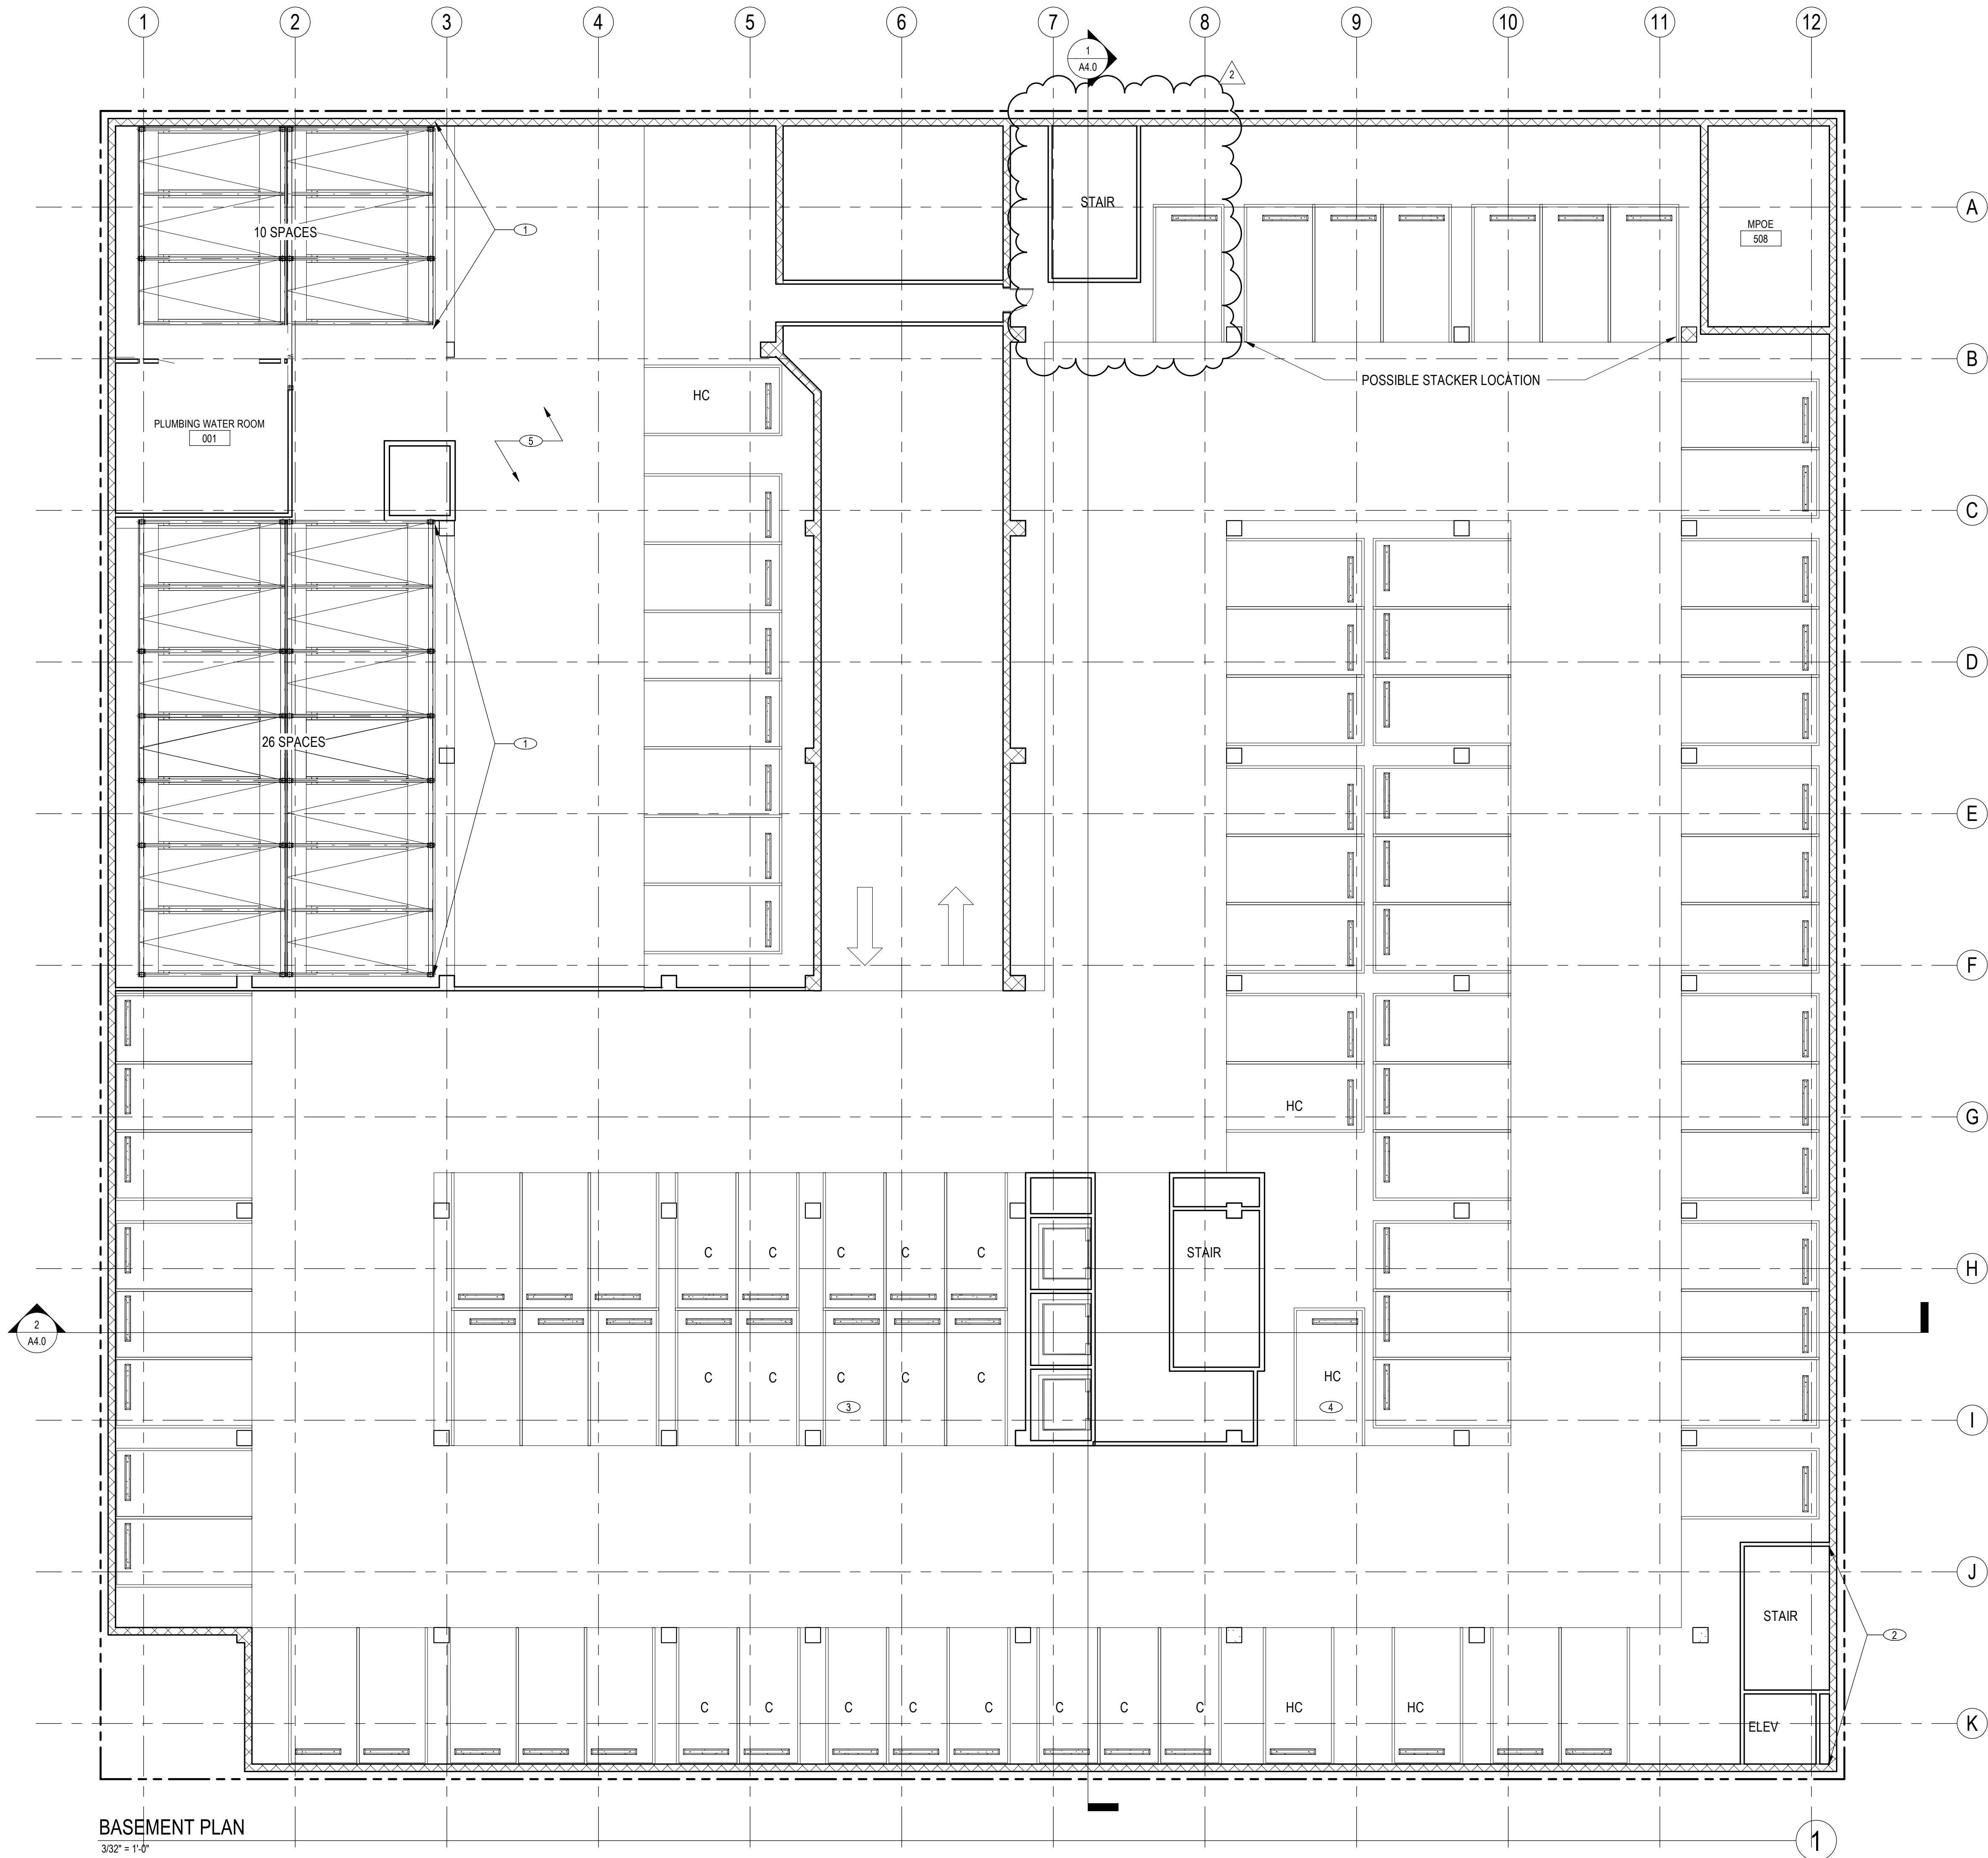 1 2 3 4 5 6 7 8 9 10 11 12
1
A4.0
2
STAIR
A
10 SPACES
1
MPOE
508
B
POSSIBLE STACKER LOCATION
HC
PLUMBING WATER ROOM
001
5
C
D
26 SPACES
1
E
F
HC
G
C C C C C
STAIR
H
2
A4.0
C C C C C
HC
3
4
I
J
STAIR
2
C C C C C C C C HC HC
ELEV
K
BASEMENT PLAN
3/32" = 1'-0"
1